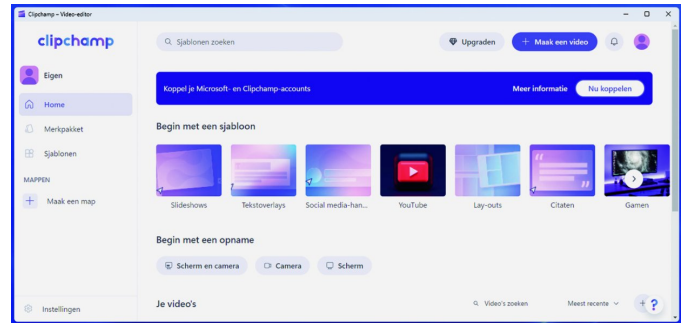 Clipchamp – Video-editor
clipchamp
Sjablonen zoeken
Upgraden
+ Maak een video
Eigen
Home
Merkpakket
Sjablonen
MAPPEN
+ Maak een map
Instellingen
Koppel je Microsoft- en Clipchamp-accounts
Meer informatie
Nu koppelen
Begin met een sjabloon
Slideshows
Tekstoverlays
Social media-han...
YouTube
Lay-outs
Citaten
Gamen
Begin met een opname
Scherm en camera
Camera
Scherm
Je video's
Video's zoeken
Meest recente
+
?